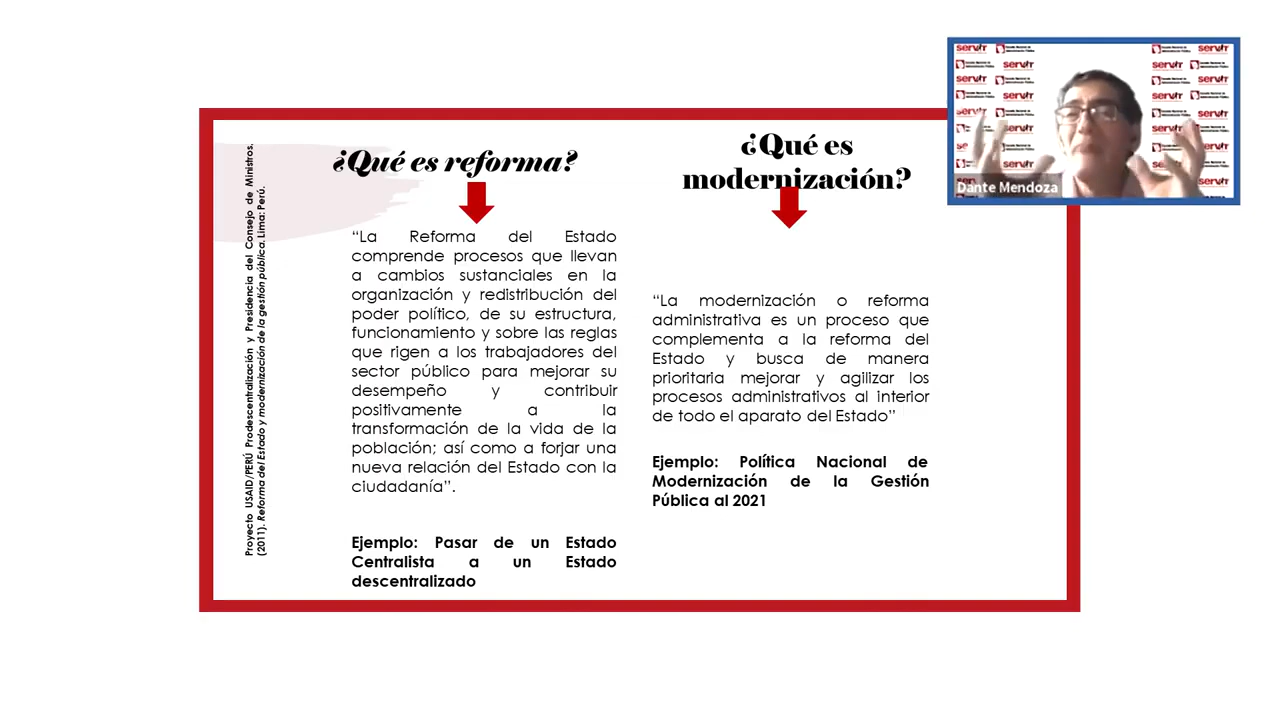 Proyecto USAID/PERÚ Prodescentralización y Presidencia del Consejo de Ministros.
(2011). Reforma del Estado y modernización de la gestión pública. Lima: Perú.
¿Qué es reforma?
“La Reforma del Estado
comprende procesos que llevan
a cambios sustanciales en la
organización y redistribución del
poder político, de su estructura,
funcionamiento y sobre las reglas
que rigen a los trabajadores del
sector público para mejorar su
desempeño y contribuir
positivamente a la
transformación de la vida de la
población; así como a forjar una
nueva relación del Estado con la
ciudadanía”.
Ejemplo: Pasar de un Estado
Centralista a un Estado
descentralizado
¿Qué es
modernización?
“La modernización o reforma
administrativa es un proceso que
complementa a la reforma del
Estado y busca de manera
prioritaria mejorar y agilizar los
procesos administrativos al interior
de todo el aparato del Estado”
Ejemplo: Política Nacional de
Modernización de la Gestión
Pública al 2021
servir
Dante Mendoza